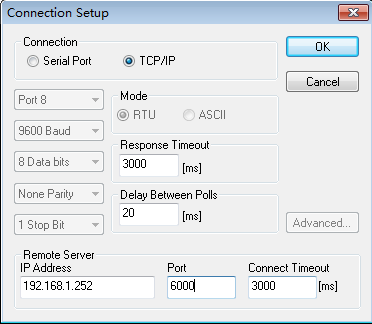 Connection Setup
Connection
Serial Port
TCP/IP
OK
Cancel
Port 8
Mode
RTU
ASCII
9600 Baud
Response Timeout
8 Data bits
3000 [ms]
None Parity
Delay Between Polls
20 [ms]
1 Stop Bit
Advanced...
Remote Server
IP Address Port Connect Timeout
192.168.1.252 6000 3000 [ms]